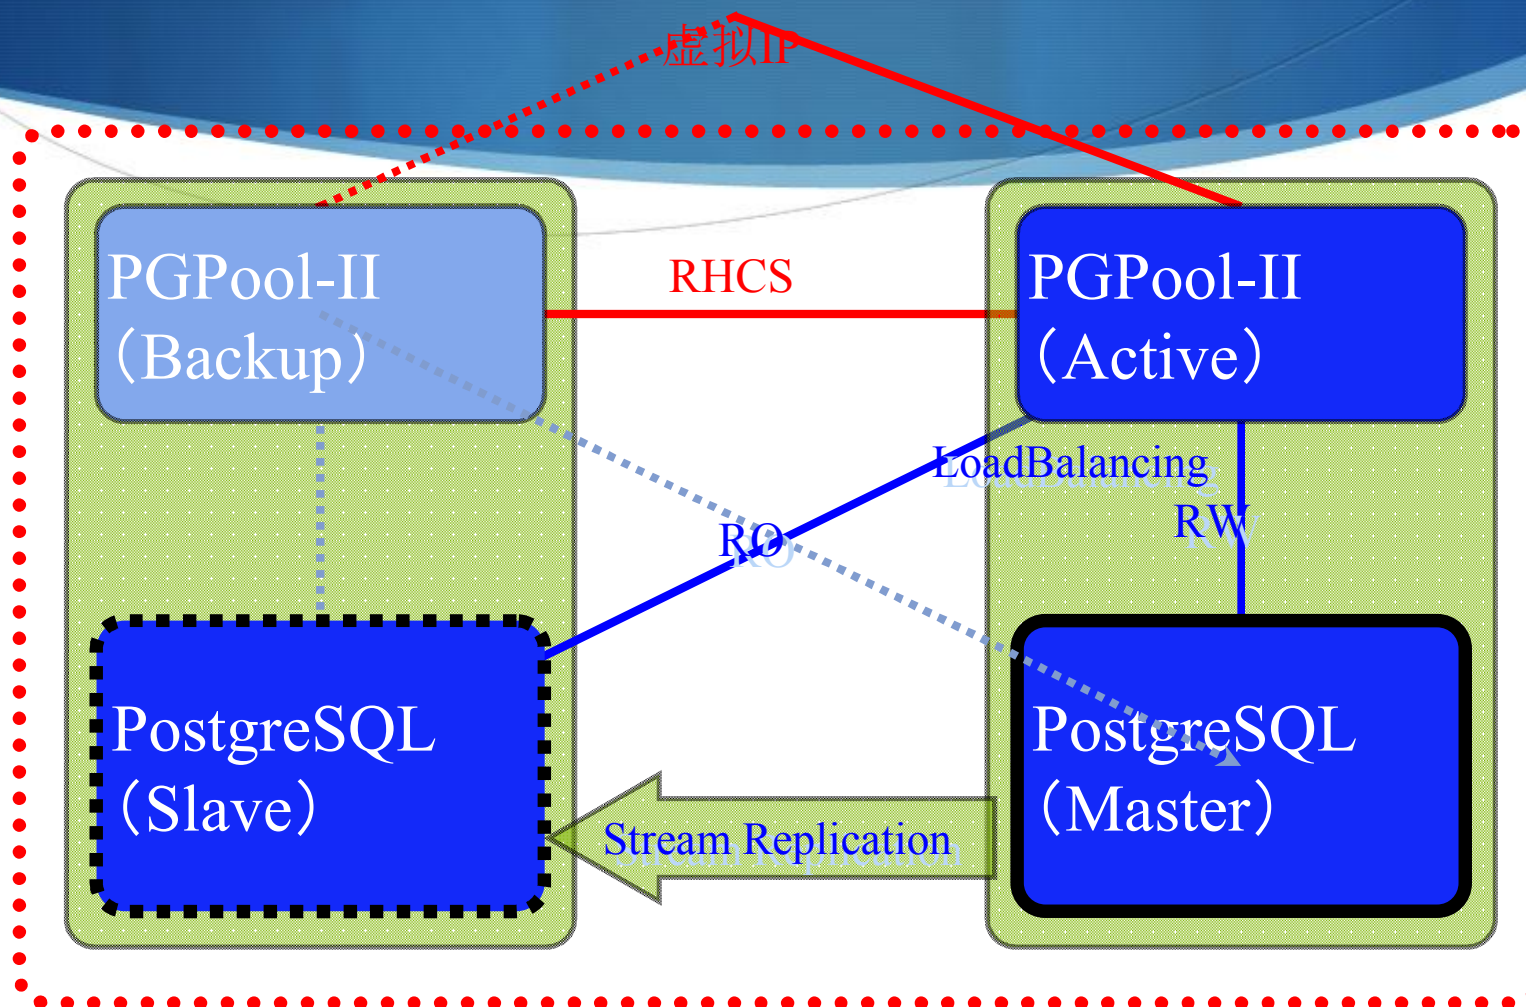 虚拟IP
PGPool-II
（Backup）
RHCS
PGPool-II
（Active）
LoadBalancing
RO
RW
PostgreSQL
（Slave）
Stream Replication
PostgreSQL
（Master）